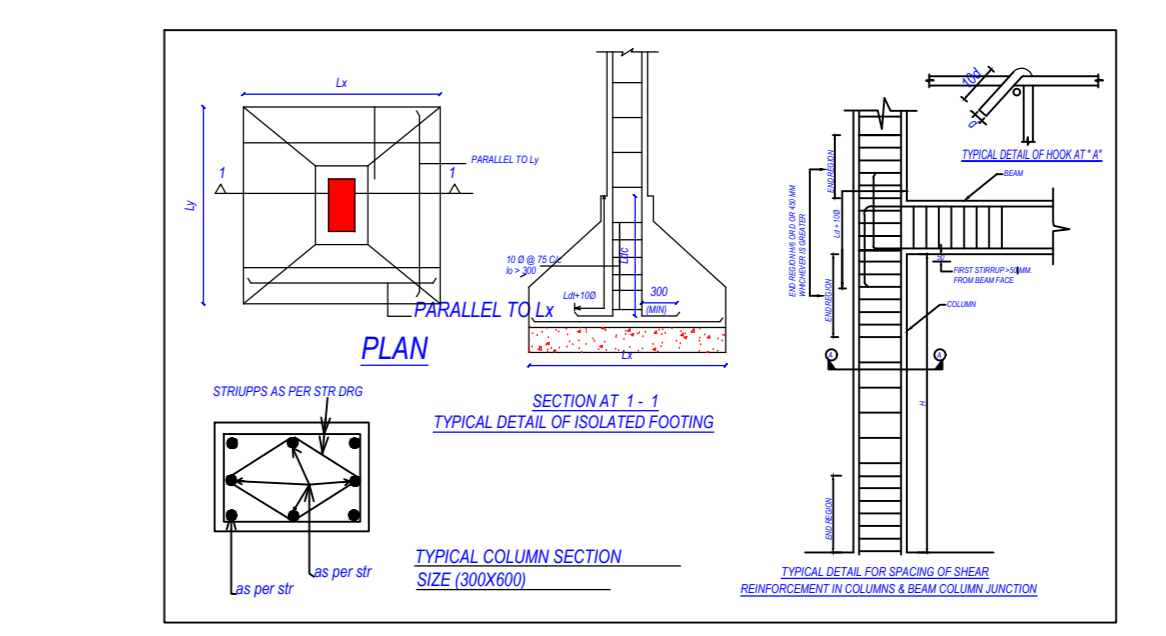 Lx
Ly
1
1
PARALLEL TO Ly
PARALLEL TO Lx
PLAN
10 Ø @ 75 C/c
lo > 300
Ldt+10Ø
Ldc
300
(MIN)
Lx
SECTION AT 1 - 1
TYPICAL DETAIL OF ISOLATED FOOTING
STRIUPPS AS PER STR DRG
as per str
as per str
TYPICAL COLUMN SECTION
SIZE (300X600)
10d
TYPICAL DETAIL OF HOOK AT " A"
BEAM
END REGION
Ld + 10Ø
END REGION H/6 OR D OR 450 MM.
WHICHEVER IS GREATER
END REGION
50
FIRST STIRRUP >50 MM.
FROM BEAM FACE
COLUMN
A
A
H
END REGION
TYPICAL DETAIL FOR SPACING OF SHEAR
REINFORCEMENT IN COLUMNS & BEAM COLUMN JUNCTION